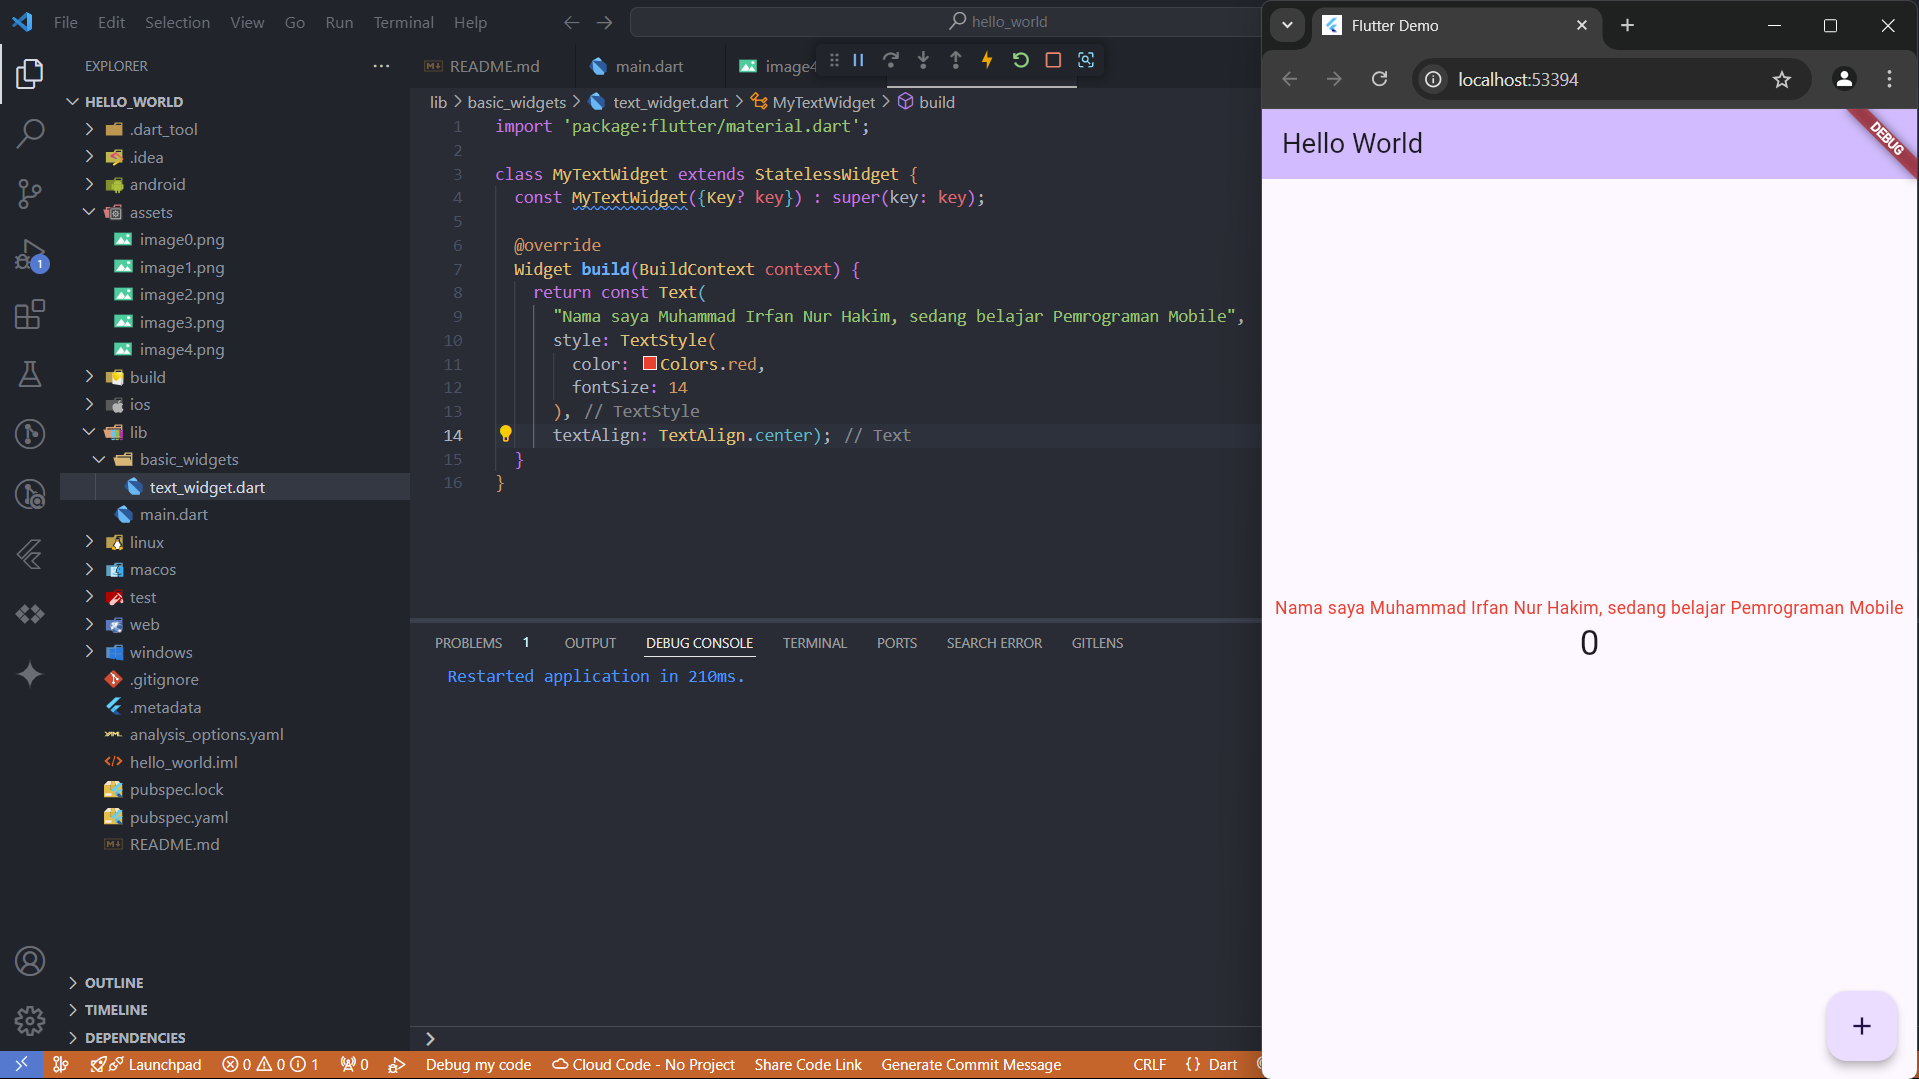 File Edit Selection View Go Run Terminal Help
hello_world
EXPLORER
HELLO_WORLD
.dart_tool
.idea
android
assets
image0.png
image1.png
image2.png
image3.png
image4.png
build
ios
lib
basic_widgets
text_widget.dart
main.dart
linux
macos
test
web
windows
.gitignore
.metadata
analysis_options.yaml
hello_world.iml
pubspec.lock
pubspec.yaml
README.md
OUTLINE
TIMELINE
DEPENDENCIES
1
README.md main.dart image4
lib > basic_widgets > text_widget.dart > MyTextWidget > build
1 import 'package:flutter/material.dart';
2
3 class MyTextWidget extends StatelessWidget {
4 const MyTextWidget({Key? key}) : super(key: key);
5
6 @override
7 Widget build(BuildContext context) {
8 return const Text(
9 "Nama saya Muhammad Irfan Nur Hakim, sedang belajar Pemrograman Mobile",
10 style: TextStyle(
11 color: Colors.red,
12 fontSize: 14
13 ), // TextStyle
14 textAlign: TextAlign.center); // Text
15 }
16 }
PROBLEMS 1 OUTPUT DEBUG CONSOLE TERMINAL PORTS SEARCH ERROR GITLENS
Restarted application in 210ms.
Launchpad 0 0 1 0 Debug my code Cloud Code - No Project Share Code Link Generate Commit Message CRLF {} Dart
Flutter Demo
localhost:53394
Hello World
DEBUG
Nama saya Muhammad Irfan Nur Hakim, sedang belajar Pemrograman Mobile
0
+